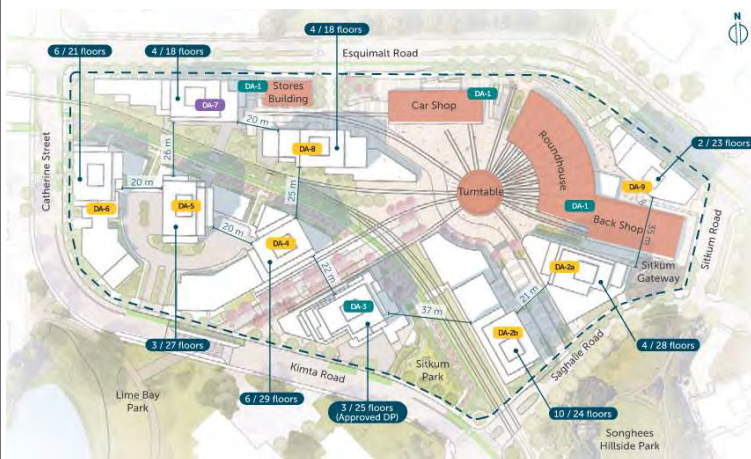 N
4 / 18 floors
6 / 21 floors
4 / 18 floors
Esquimalt Road
DA-1
Stores
Building
DA-7
Car Shop
DA-1
20 m
26 m
DA-8
Roundhouse
2 / 23 floors
Catherine Street
20 m
25 m
Turntable
DA-9
DA-6
DA-5
DA-1
Back Shop
35 m
Sitkum Road
20 m
DA-4
22 m
DA-2a
Sitkum
Gateway
DA-3
37 m
21 m
DA-2b
3 / 27 floors
Kimta Road
Sitkum
Park
Saghalie Road
4 / 28 floors
Lime Bay
Park
6 / 29 floors
3 / 25 floors
(Approved DP)
10 / 24 floors
Songhees
Hillside Park